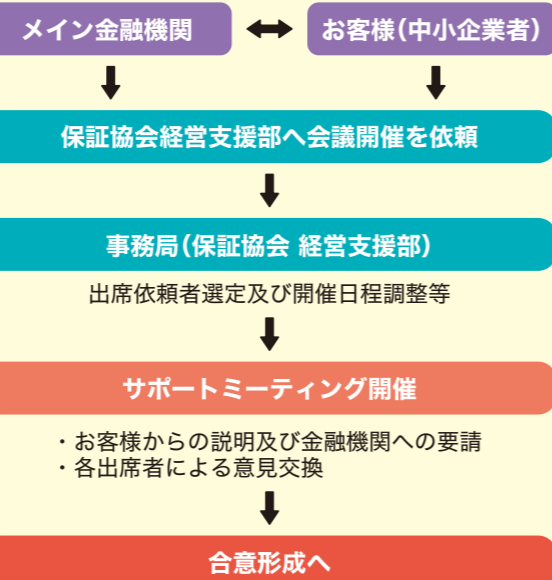 メイン金融機関
お客様(中小企業者)
保証協会経営支援部へ会議開催を依頼
事務局(保証協会 経営支援部)
出席依頼者選定及び開催日程調整等
サポートミーティング開催
・お客様からの説明及び金融機関への要請
・各出席者による意見交換
合意形成へ